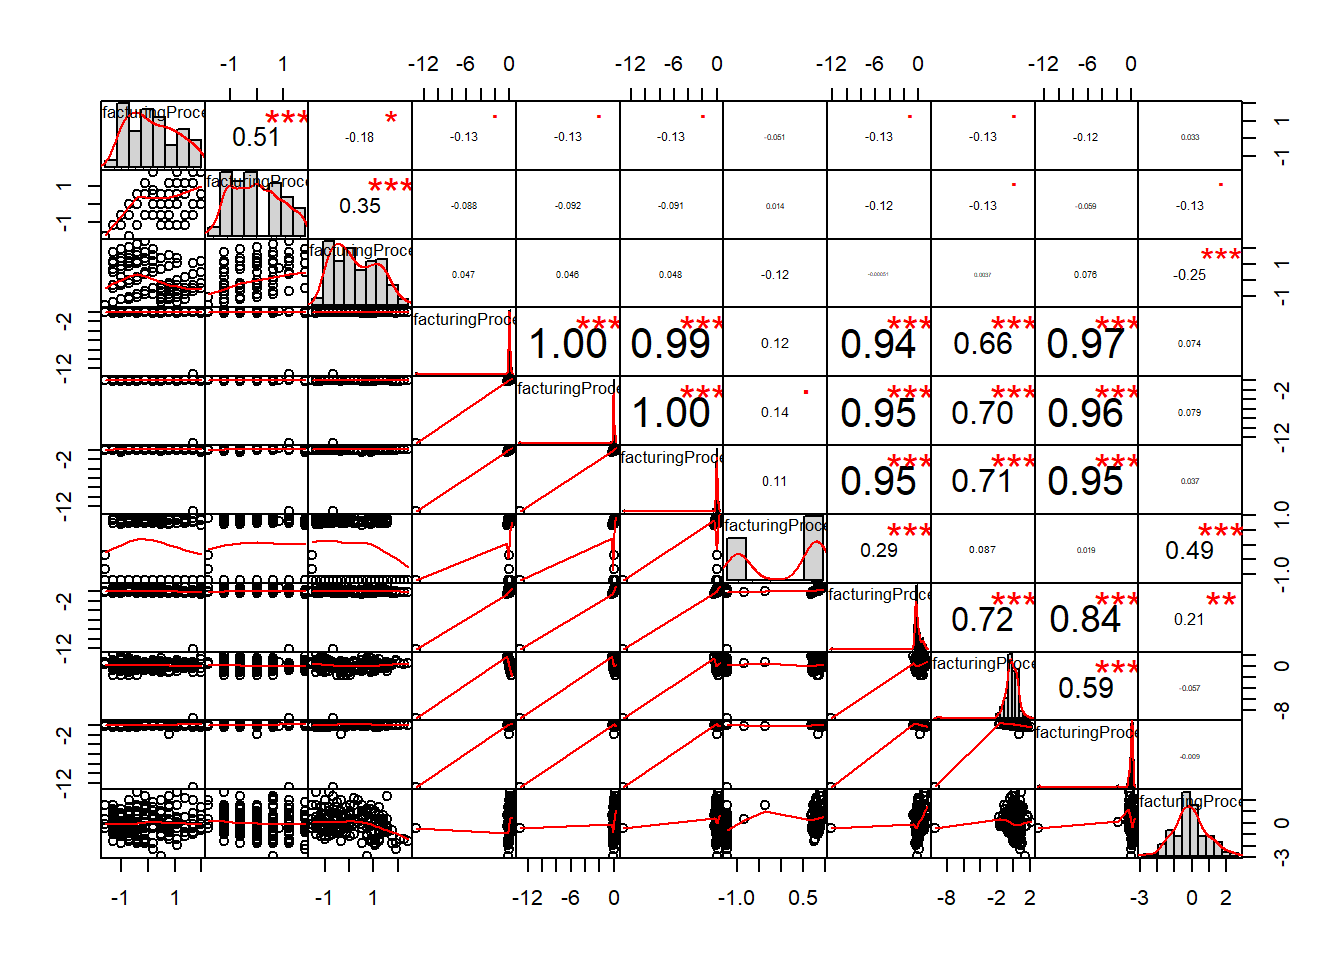 -1 1 -12 -6 0 -12 -6 0 -12 -6 0 -12 -6 0
facturingProce 0.51 *** -0.18 * -0.13 . -0.13 . -0.13 . -0.051 -0.13 . -0.13 . -0.12 0.033 1 -1
1 -1 facturingProce 0.35 *** -0.088 -0.092 -0.091 0.014 -0.12 -0.13 . -0.059 -0.13 .
facturingProce 0.047 0.046 0.048 -0.12 -0.00051 0.0037 0.076 -0.25 *** 1 -1
-2 -12 facturingProce 1.00 *** 0.99 *** 0.12 0.94 *** 0.66 *** 0.97 *** 0.074
facturingProce 1.00 *** 0.14 . 0.95 *** 0.70 *** 0.96 *** 0.079 -2 -12
-2 -12 facturingProce 0.11 0.95 *** 0.71 *** 0.95 *** 0.037
facturingProce 0.29 *** 0.087 0.019 0.49 *** 1.0 -1.0
-2 -12 facturingProce 0.72 *** 0.84 *** 0.21 **
facturingProce 0.59 *** -0.057 0 -8
-2 -12 facturingProce -0.009
facturingProce 0 -3
-1 1 -1 1 -12 -6 0 -1.0 0.5 -8 -2 2 -3 0 2